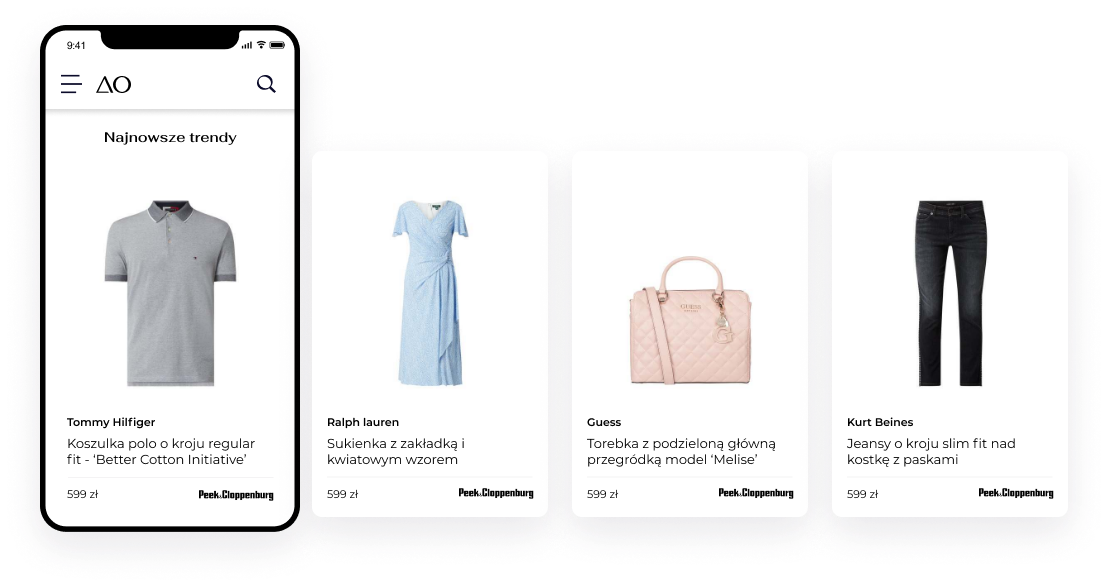 9:41
ΔO
Najnowsze trendy
Tommy Hilfiger
Koszulka polo o kroju regular
fit - ‘Better Cotton Initiative’
599 zł
Peek&Cloppenburg
Ralph lauren
Sukienka z zakładką i
kwiatowym wzorem
599 zł
Peek&Cloppenburg
GUESS
Guess
Torebka z podzieloną główną
przegródką model ‘Melise’
599 zł
Peek&Cloppenburg
Kurt Beines
Jeansy o kroju slim fit nad
kostkę z paskami
599 zł
Peek&Cloppenburg